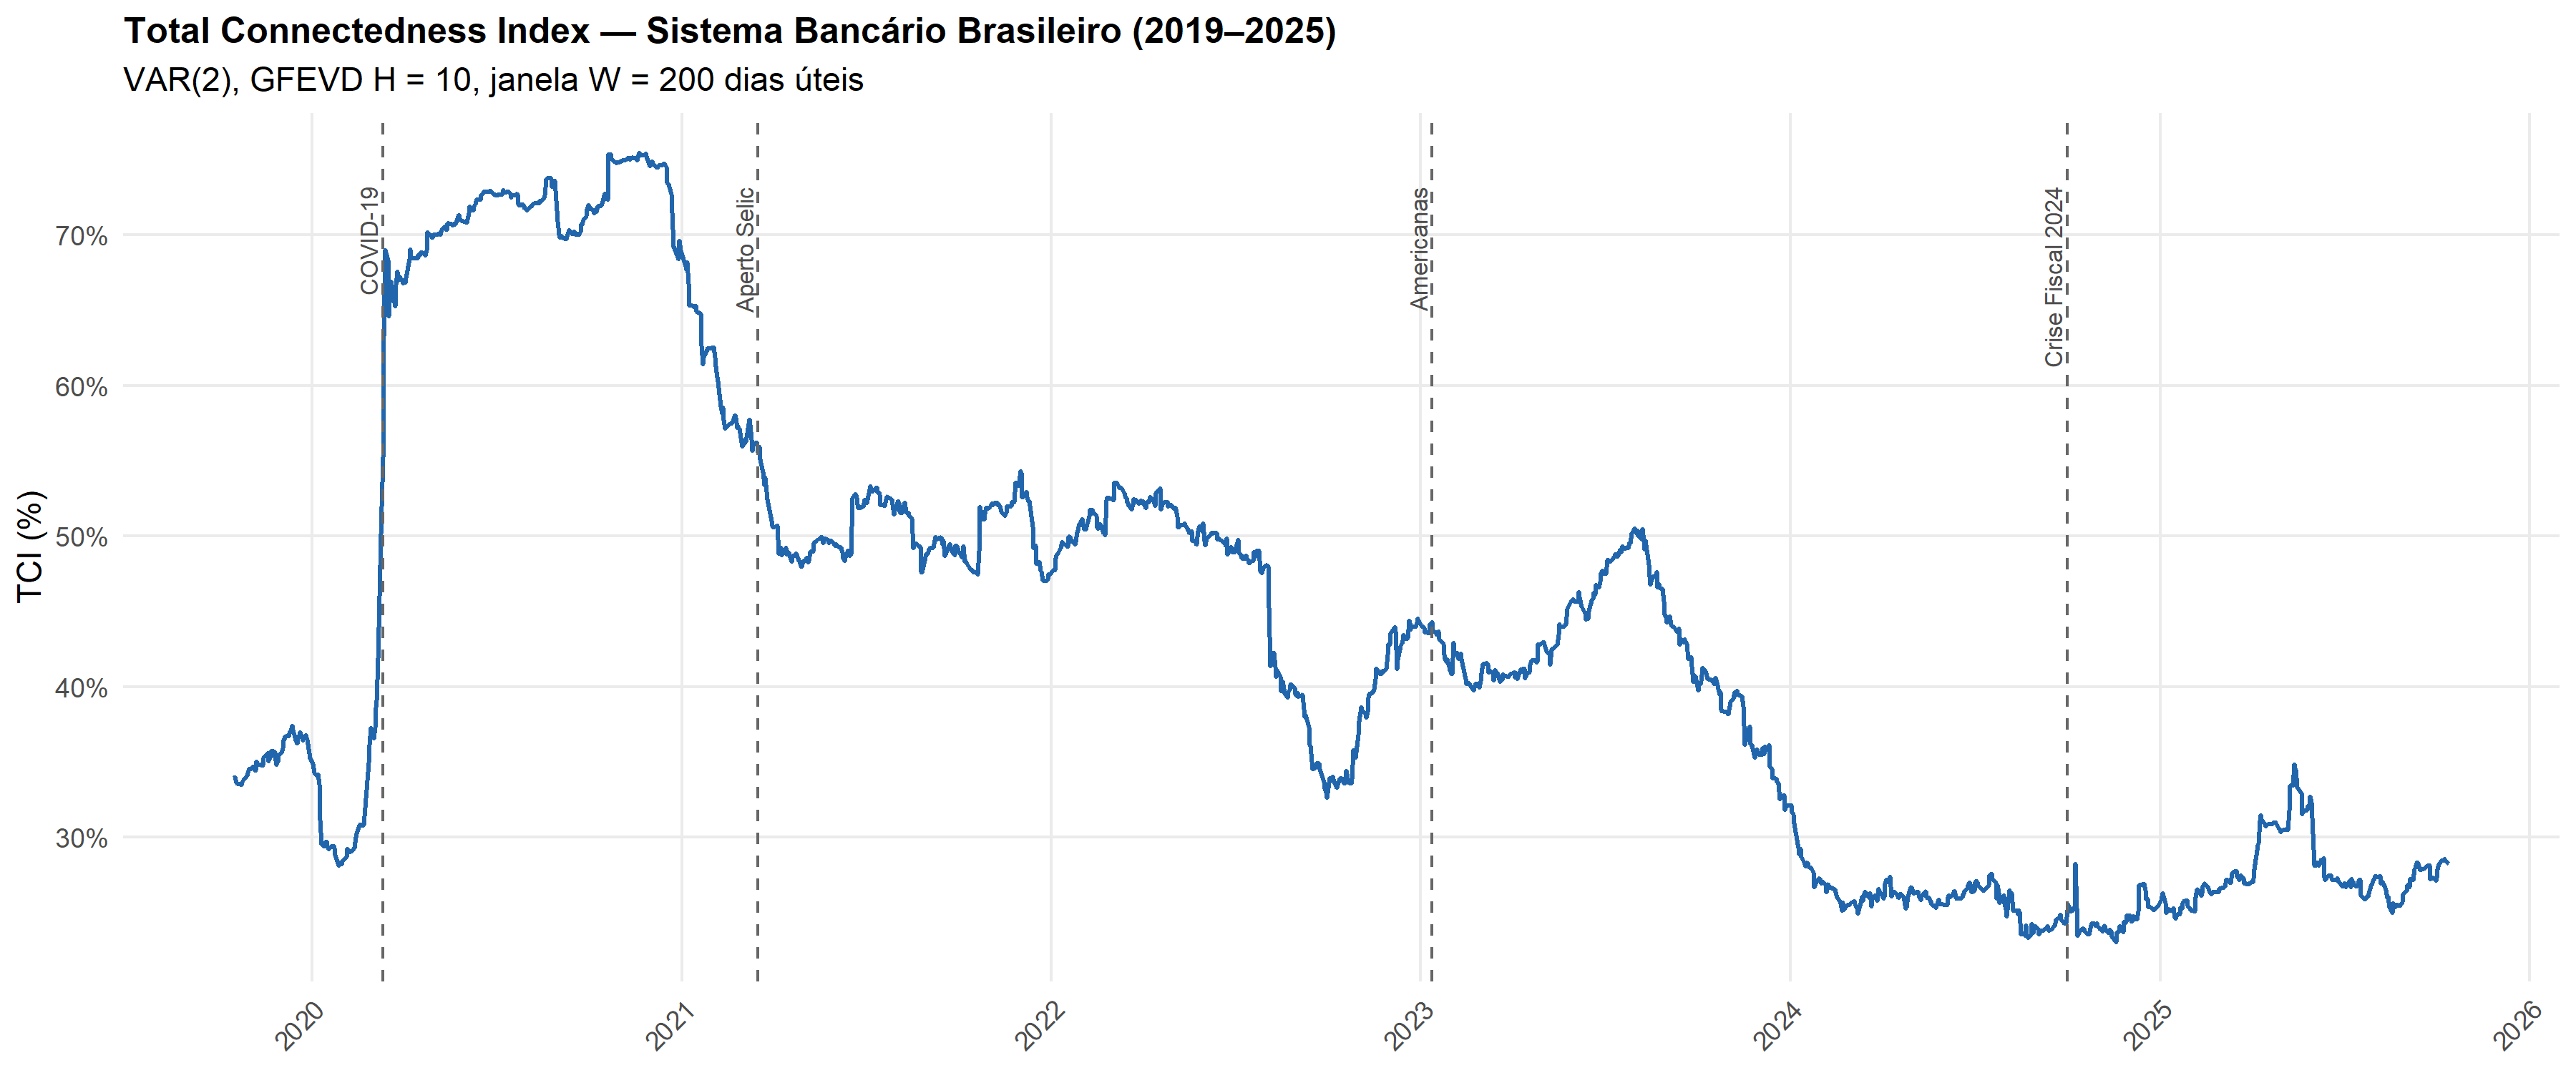 Total Connectedness Index — Sistema Bancário Brasileiro (2019–2025)
VAR(2), GFEVD H = 10, janela W = 200 dias úteis
TCI (%)
70%
60%
50%
40%
30%
COVID-19
Aperto Selic
Americanas
Crise Fiscal 2024
2020
2021
2022
2023
2024
2025
2026